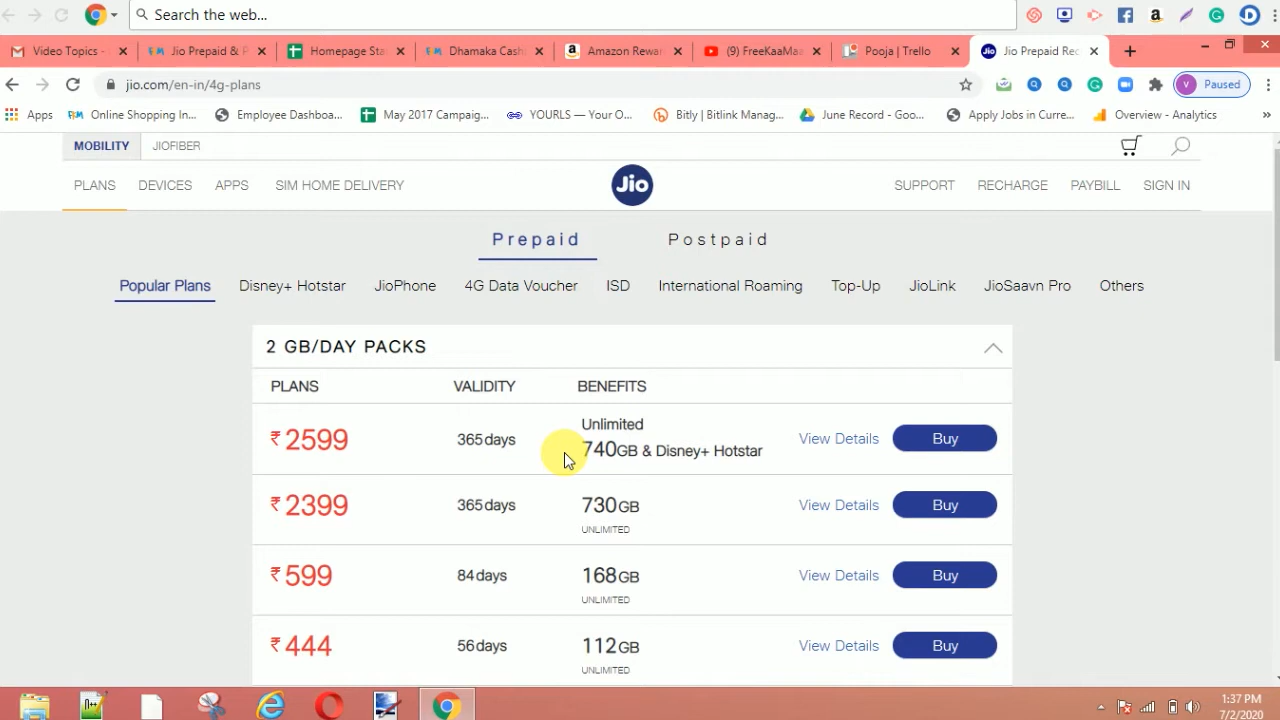 Search the web...
Video Topics -
Jio Prepaid & P
Homepage Sta
Dhamaka Cash
Amazon Rewa
(9) FreeKaaMaa
Pooja | Trello
Jio Prepaid Rec
jio.com/en-in/4g-plans
V Paused
Apps
Online Shopping In...
Employee Dashboa...
May 2017 Campaig...
YOURLS — Your O...
Bitly | Bitlink Manag...
June Record - Goo...
Apply Jobs in Curre...
Overview - Analytics
»
MOBILITY JIOFIBER
PLANS DEVICES APPS SIM HOME DELIVERY Jio SUPPORT RECHARGE PAYBILL SIGN IN
Prepaid Postpaid
Popular Plans Disney+ Hotstar JioPhone 4G Data Voucher ISD International Roaming Top-Up JioLink JioSaavn Pro Others
2 GB/DAY PACKS
PLANS VALIDITY BENEFITS
Unlimited
₹2599 365 days 740GB & Disney+ Hotstar View Details Buy
₹2399 365 days 730GB View Details Buy
UNLIMITED
₹599 84 days 168GB View Details Buy
UNLIMITED
₹444 56 days 112GB View Details Buy
UNLIMITED
1:37 PM
7/2/2020